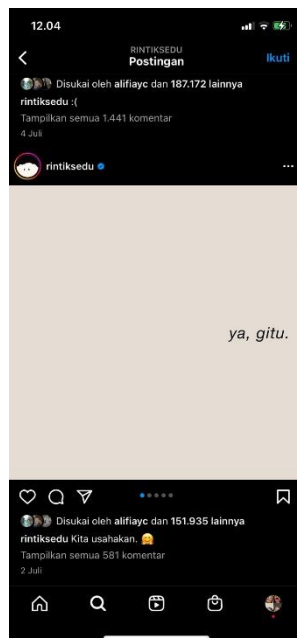 12.04
RINTIKSEDU
Postingan
Ikuti
Disukai oleh alifiayc dan 187.172 lainnya
rintiksedu :(
Tampilkan semua 1.441 komentar
4 Juli
rintiksedu
ya, gitu.
Disukai oleh alifiayc dan 151.935 lainnya
rintiksedu Kita usahakan. 🤗
Tampilkan semua 581 komentar
2 Juli